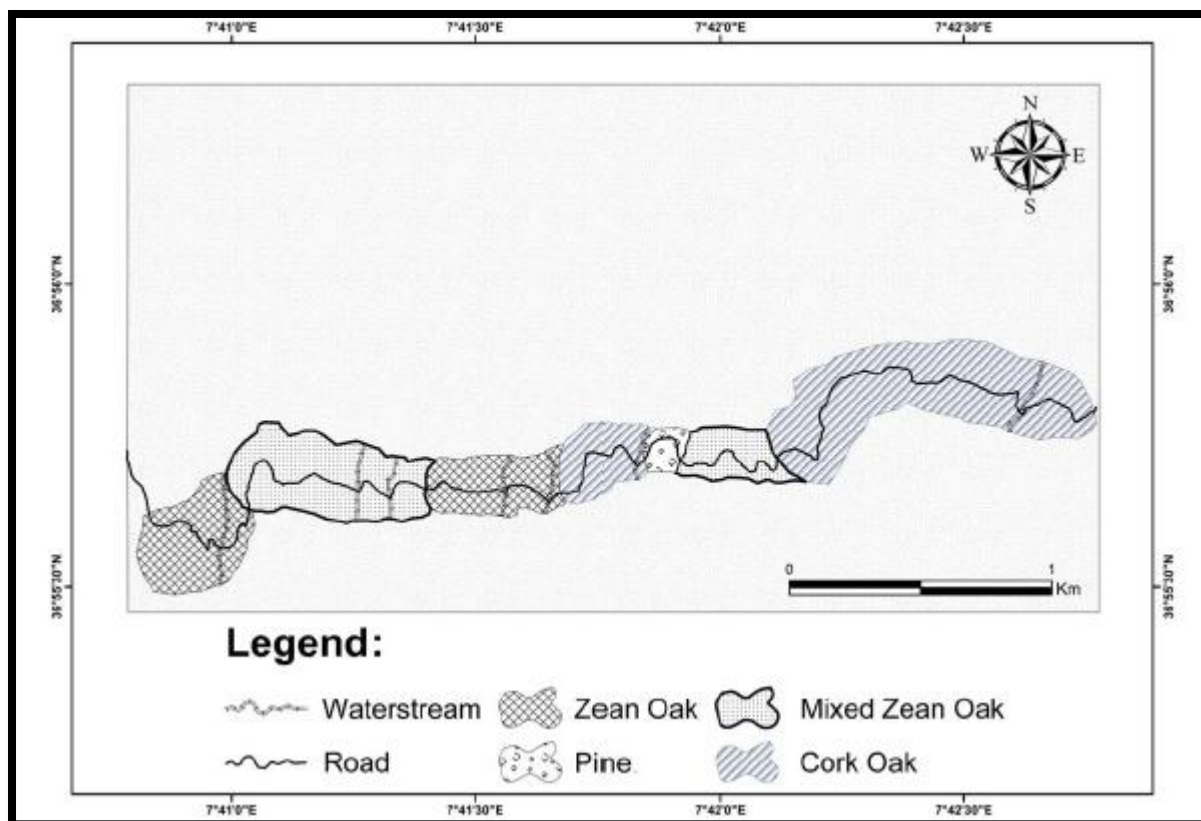 7°41'0"E 7°41'30"E 7°42'0"E 7°42'30"E
N
W E
S
36°56'0"N 36°56'0"N
36°55'30"N 36°55'30"N
0 1
Km
Legend:
Waterstream Zean Oak Mixed Zean Oak
Road Pine Cork Oak
7°41'0"E 7°41'30"E 7°42'0"E 7°42'30"E